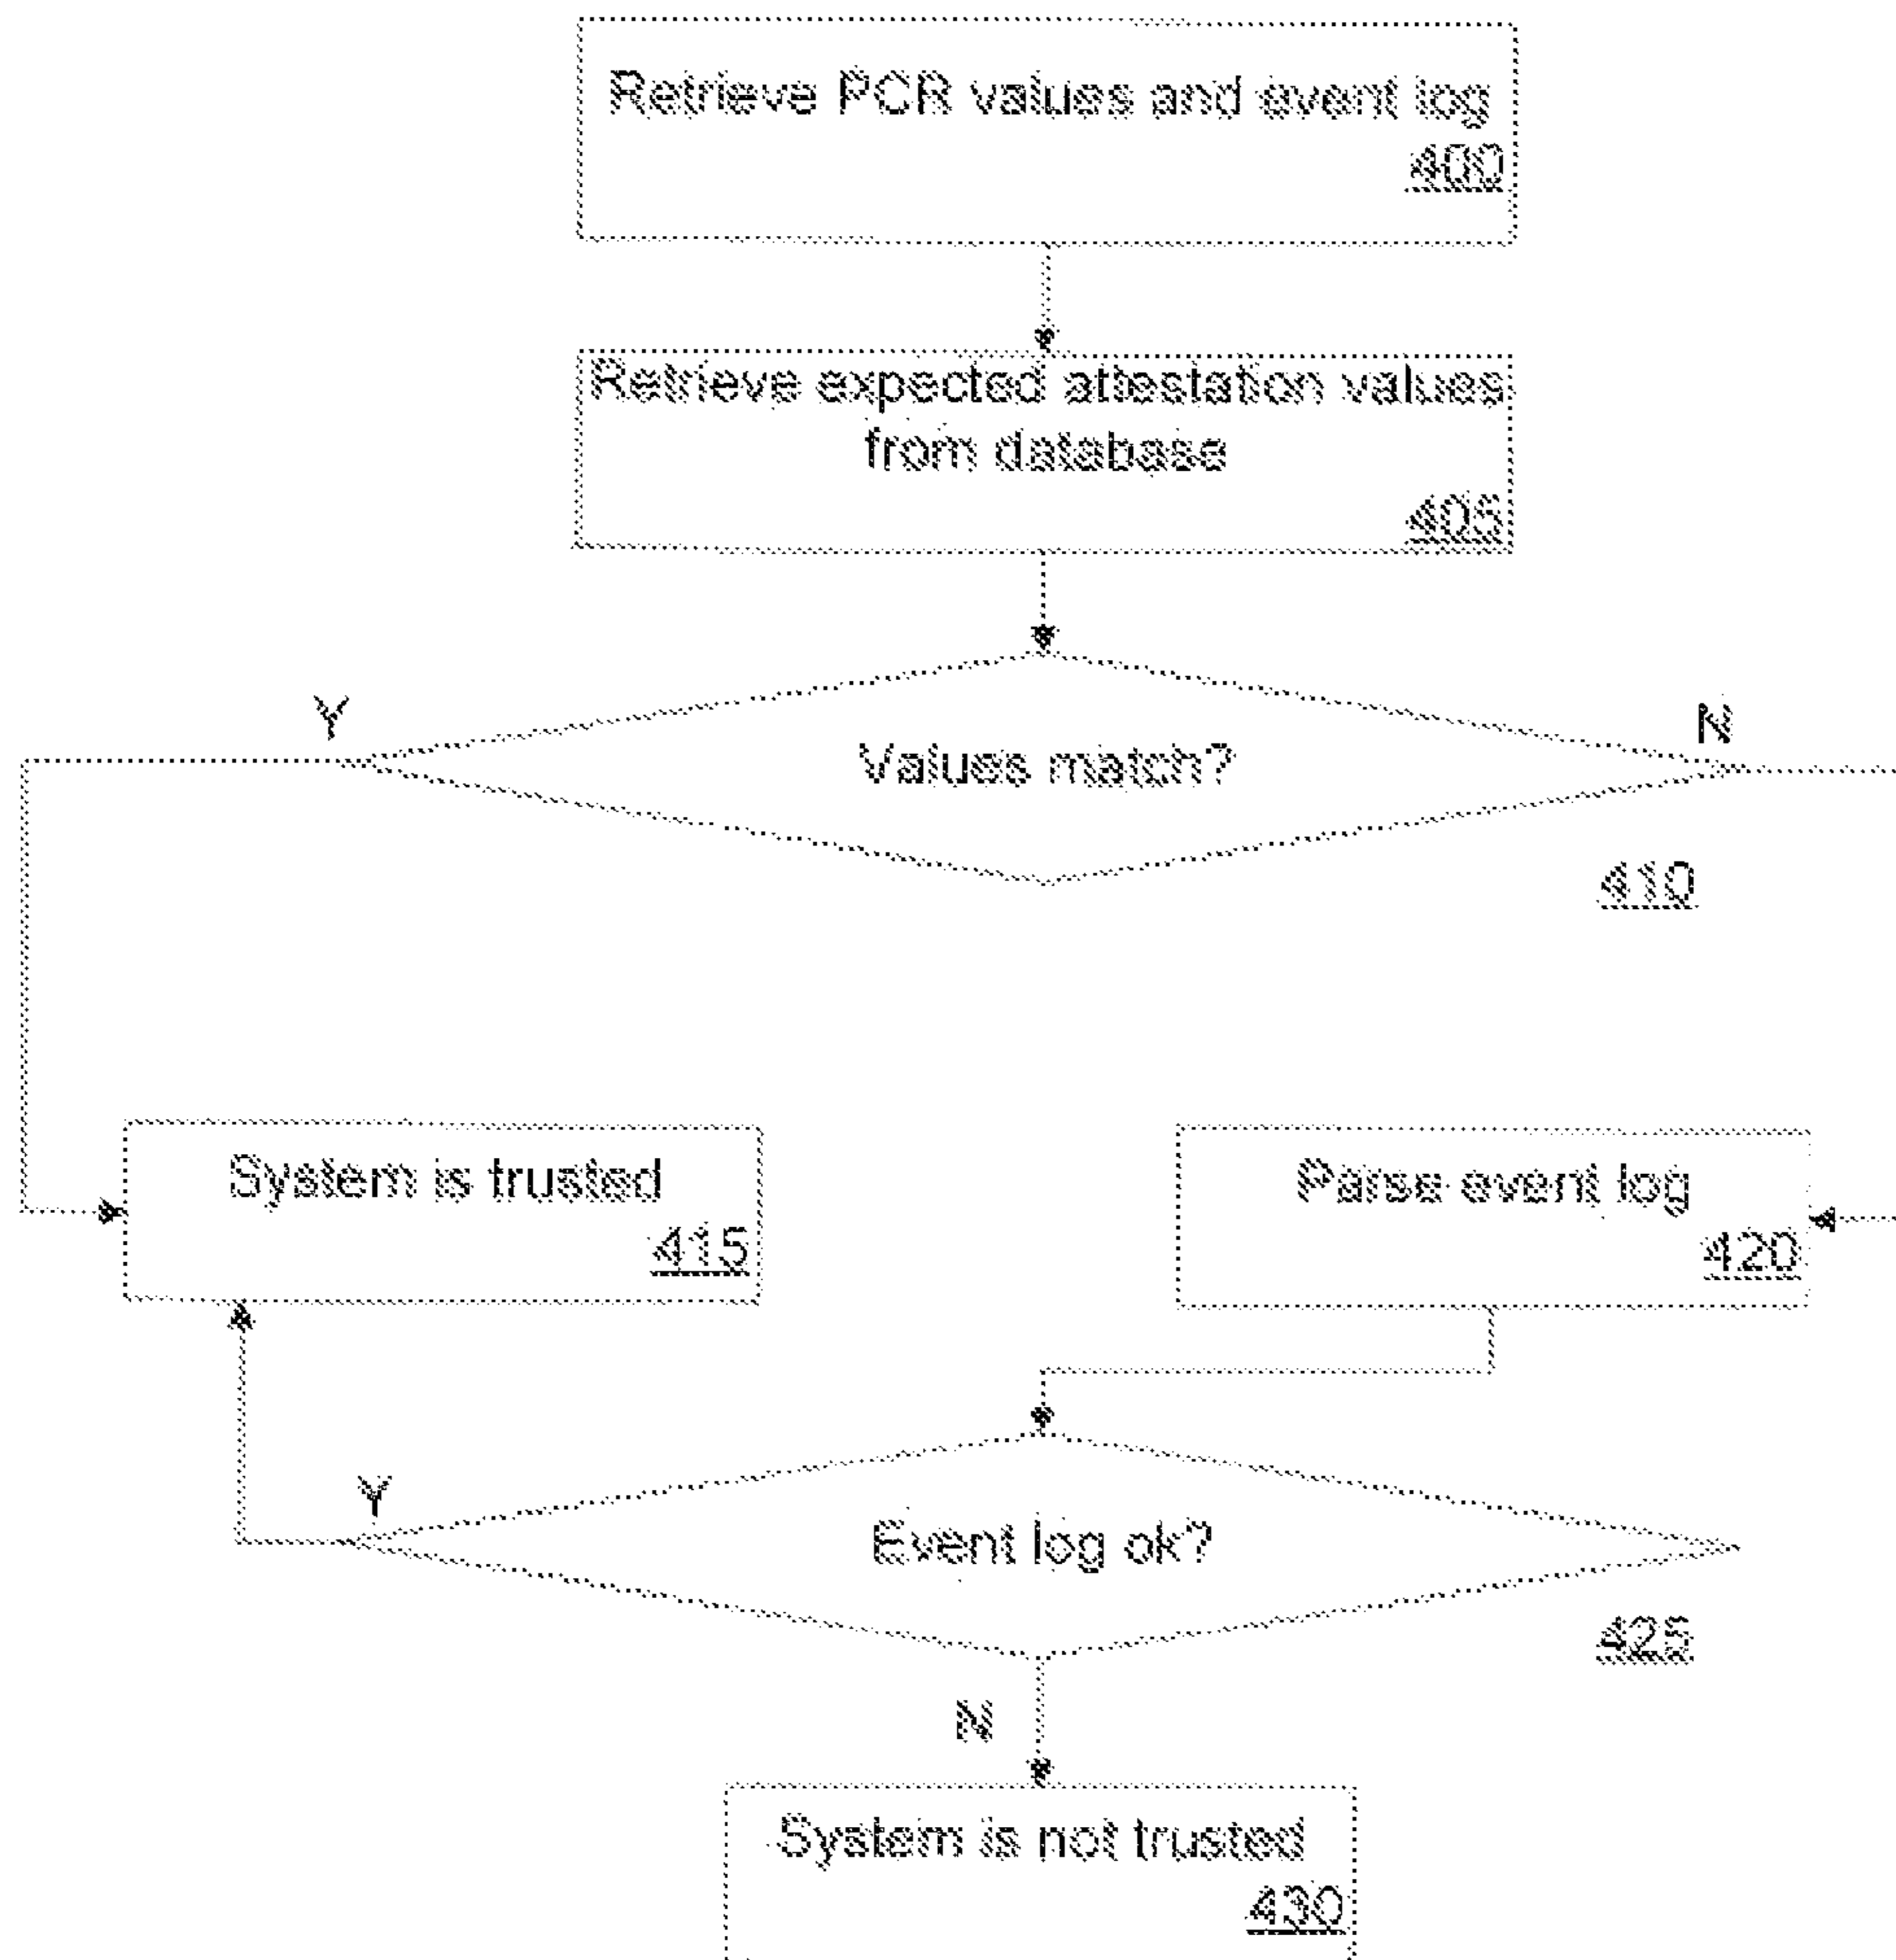 Retrieve PCR values and event log
400
Retrieve expected attestation values
from database
405
Y
N
Values match?
410
System is trusted
415
Parse event log
420
Y
Event log ok?
425
N
System is not trusted
430